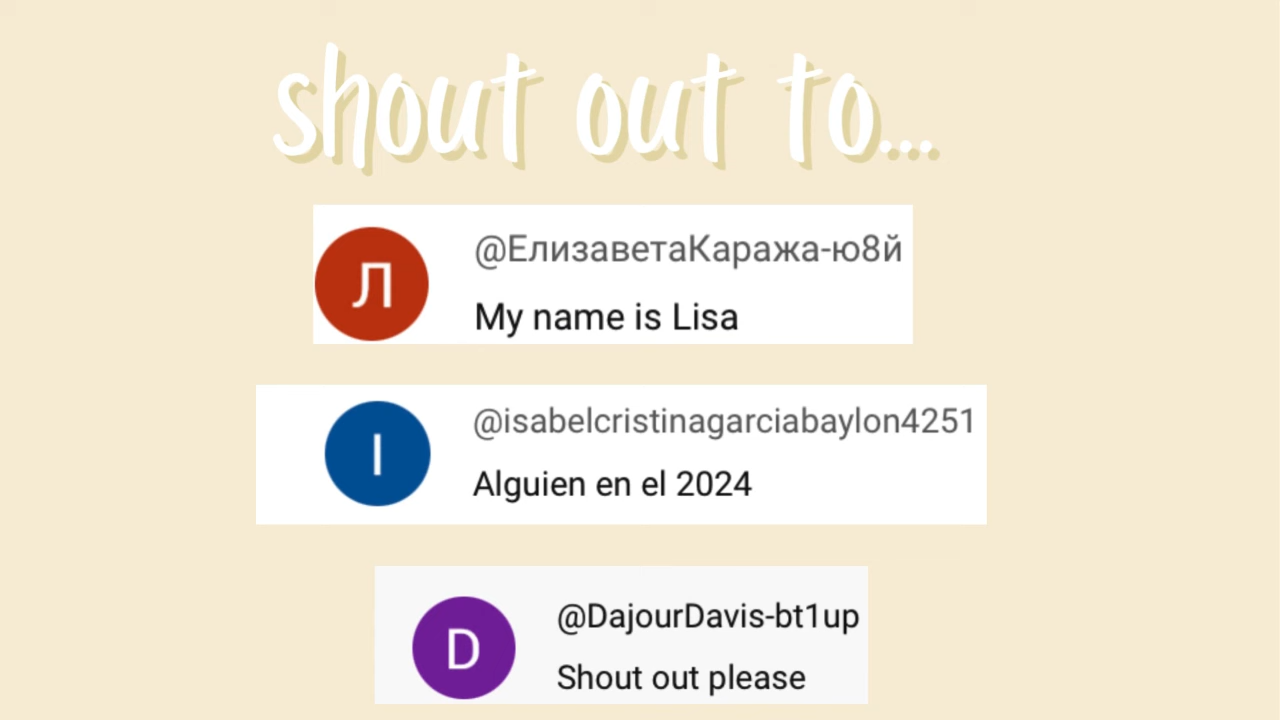 shout out to...
Л
@ЕлизаветаКаража-ю8й
My name is Lisa
I
@isabelcristinagarciabaylon4251
Alguien en el 2024
D
@DajourDavis-bt1up
Shout out please